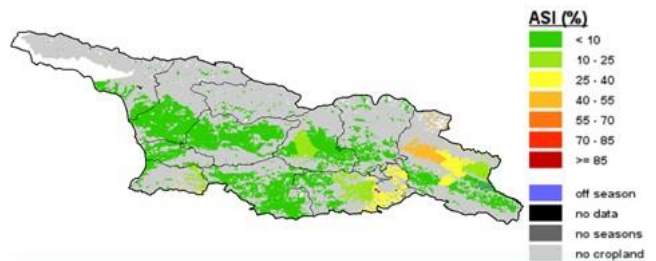 ASI (%)
< 10
10 - 25
25 - 40
40 - 55
55 - 70
70 - 85
>= 85
off season
no data
no seasons
no cropland